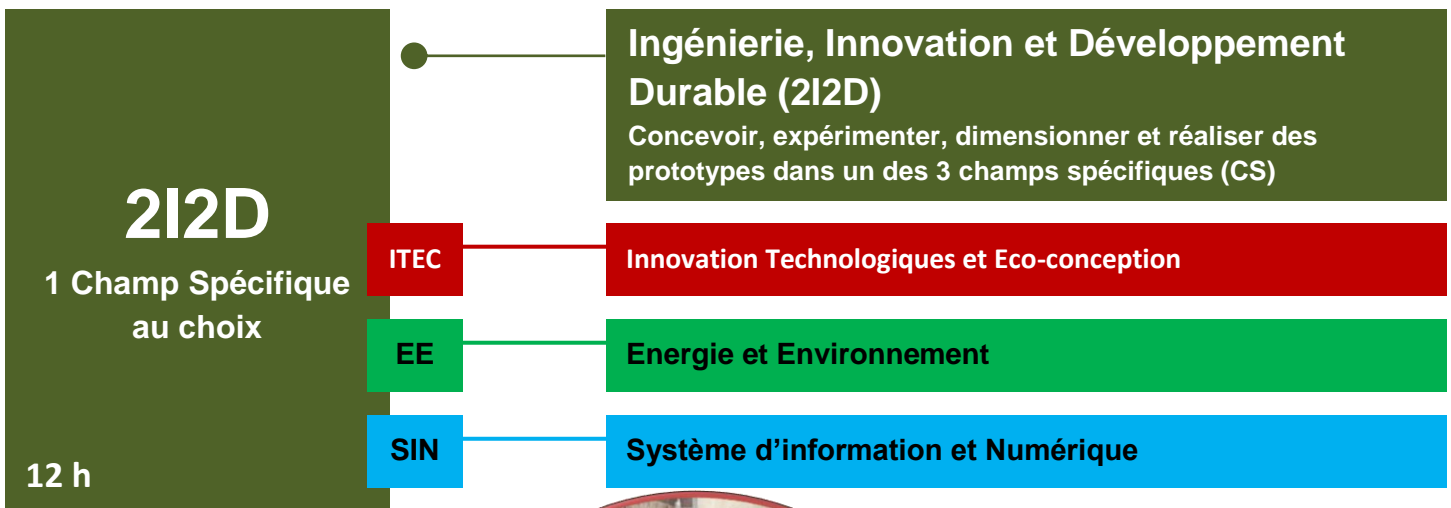 2I2D
1 Champ Spécifique
au choix
12 h
Ingénierie, Innovation et Développement
Durable (2I2D)
Concevoir, expérimenter, dimensionner et réaliser des
prototypes dans un des 3 champs spécifiques (CS)
ITEC
Innovation Technologiques et Eco-conception
EE
Energie et Environnement
SIN
Système d’information et Numérique